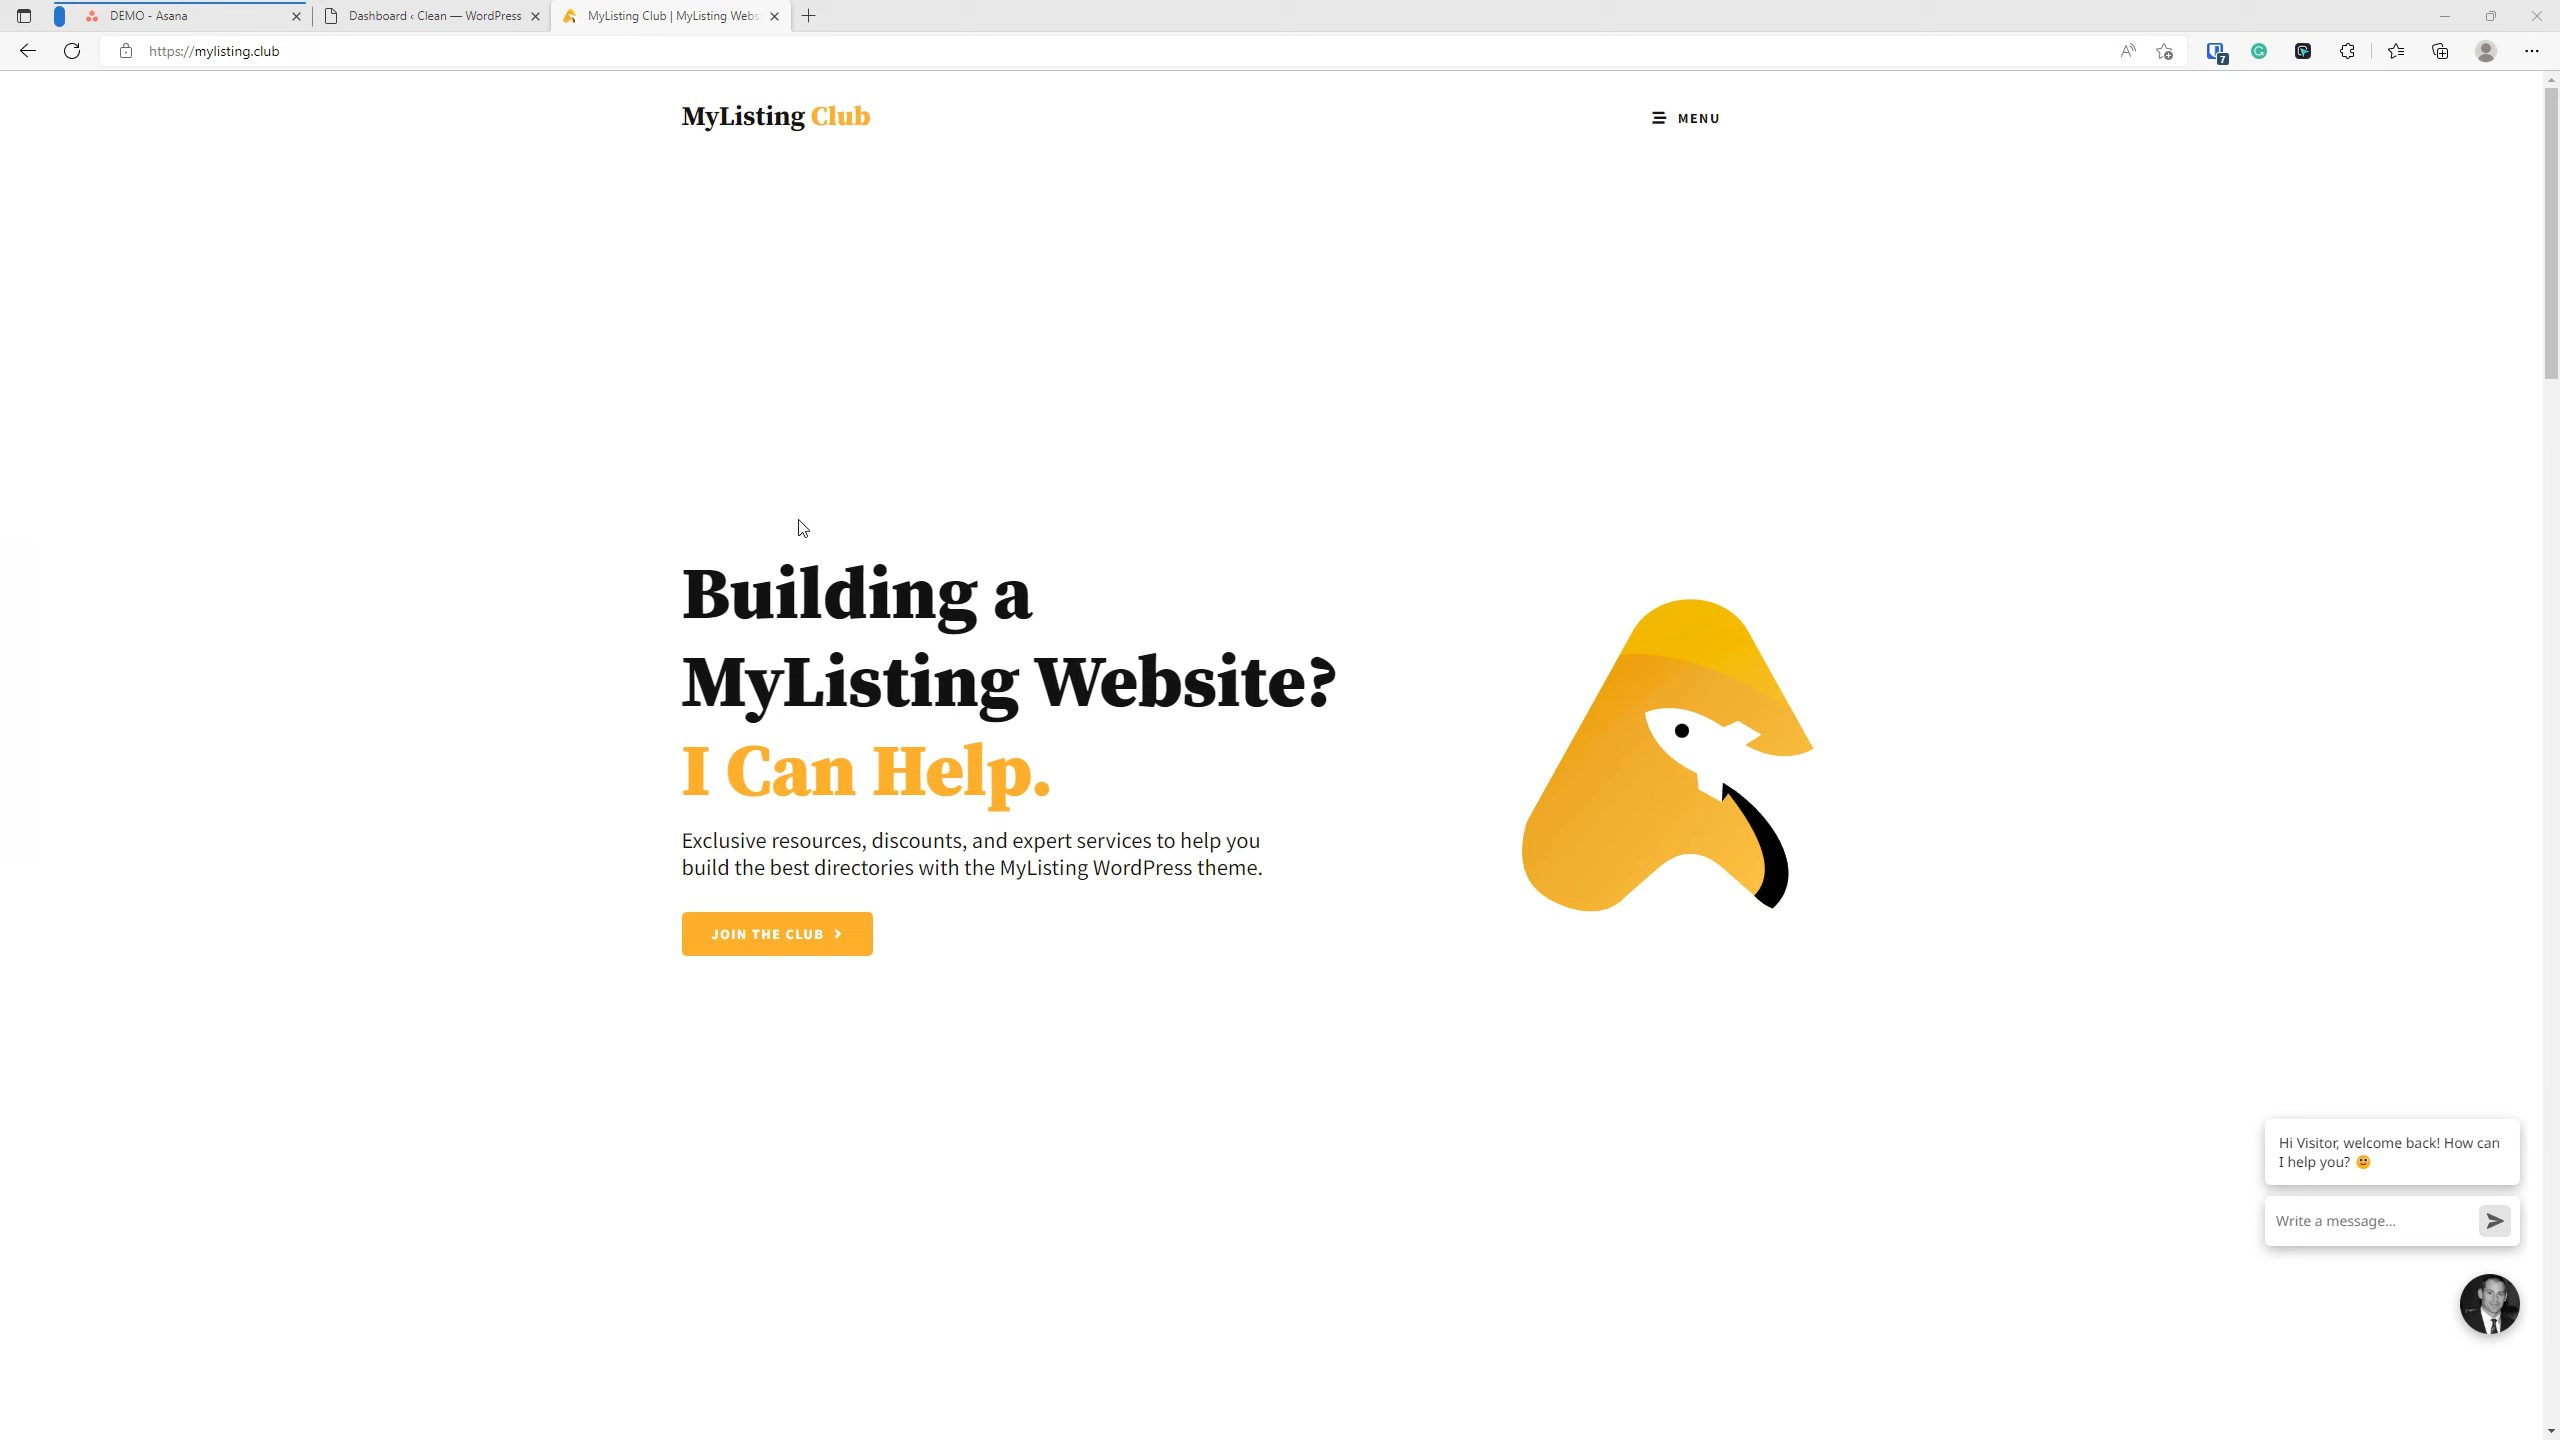 DEMO - Asana
Dashboard ‹ Clean — WordPress
MyListing Club | MyListing Webs
https://mylisting.club
7
MyListing Club
MENU
Building a
MyListing Website?
I Can Help.
Exclusive resources, discounts, and expert services to help you
build the best directories with the MyListing WordPress theme.
JOIN THE CLUB
Hi Visitor, welcome back! How can
I help you? 🙂
Write a message...